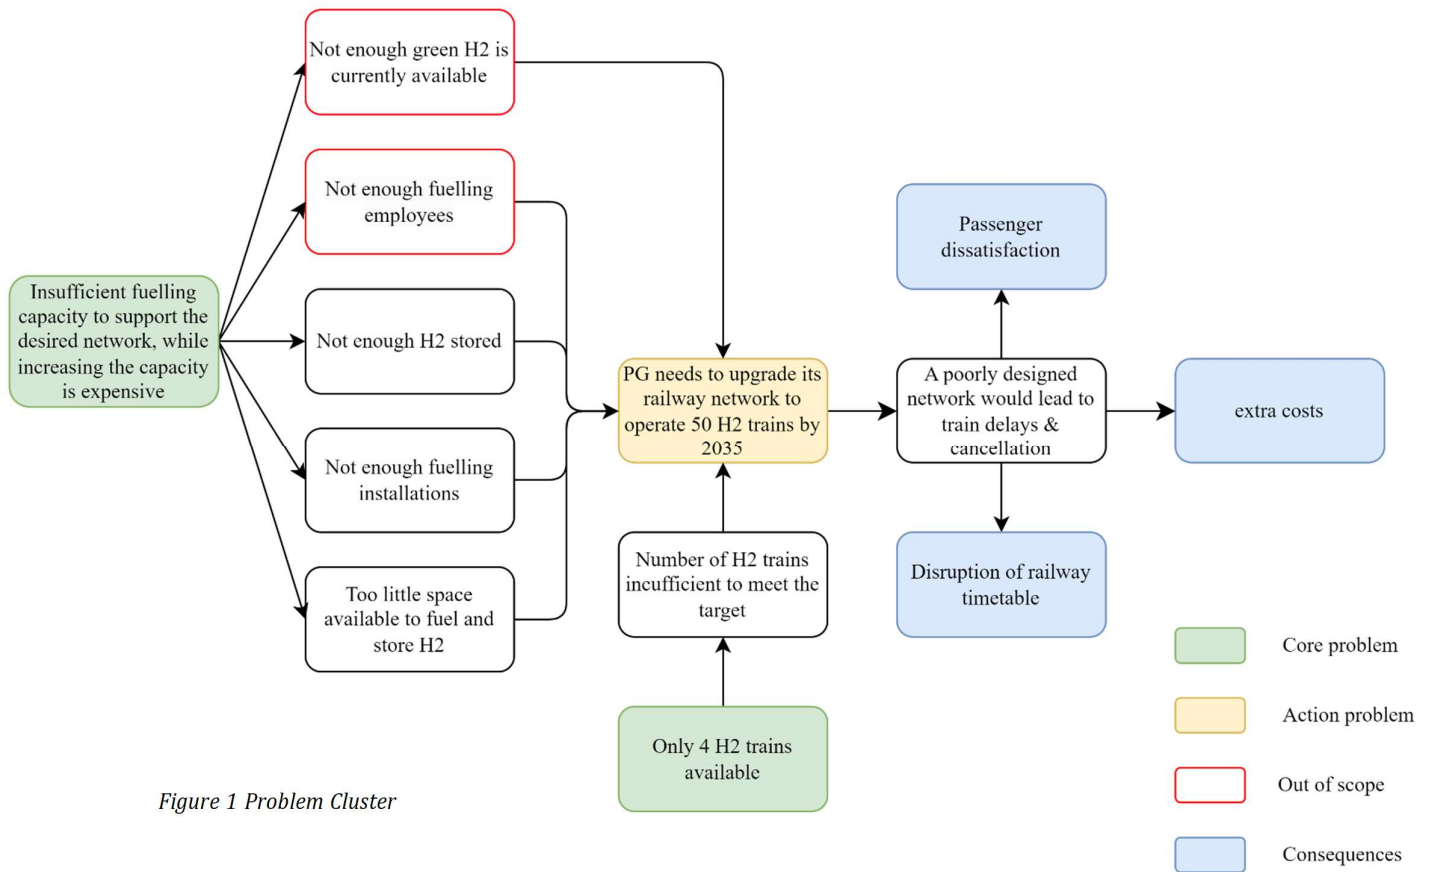 Not enough green H2 is
currently available
Not enough fuelling
employees
Insufficient fuelling
capacity to support the
desired network, while
increasing the capacity
is expensive
Not enough H2 stored
Not enough fuelling
installations
Too little space
available to fuel and
store H2
PG needs to upgrade its
railway network to
operate 50 H2 trains by
2035
Number of H2 trains
incufficient to meet the
target
Only 4 H2 trains
available
Passenger
dissatisfaction
A poorly designed
network would lead to
train delays &
cancellation
extra costs
Disruption of railway
timetable
Core problem
Action problem
Out of scope
Consequences
Figure 1 Problem Cluster